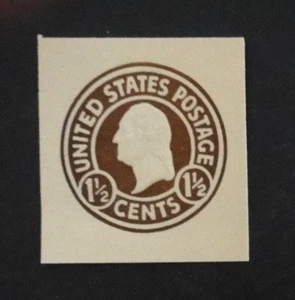 UNITED STATES POSTAGE
1½ 1½
CENTS